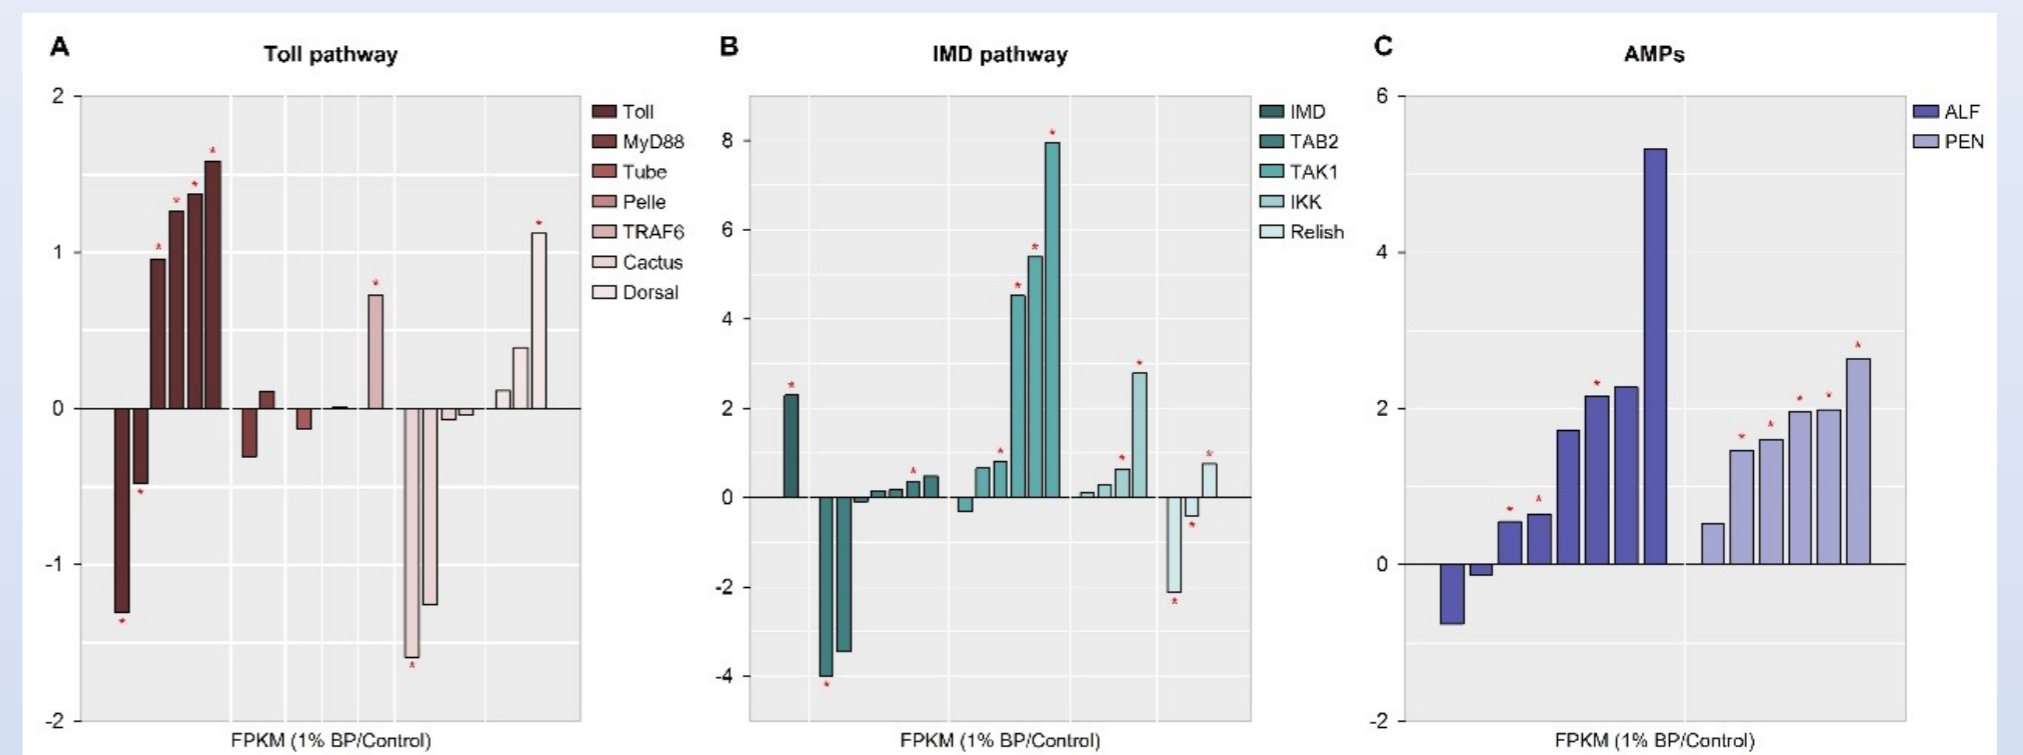 A
Toll pathway
2
1
0
-1
-2
FPKM (1% BP/Control)
Toll
MyD88
Tube
Pelle
TRAF6
Cactus
Dorsal
B
IMD pathway
8
6
4
2
0
-2
-4
FPKM (1% BP/Control)
IMD
TAB2
TAK1
IKK
Relish
C
AMPs
6
4
2
0
-2
FPKM (1% BP/Control)
ALF
PEN